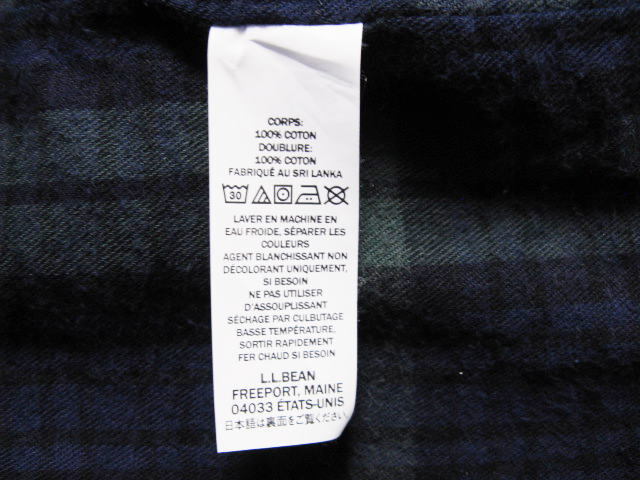 CORPS:
100% COTON
DOUBLURE:
100% COTON
FABRIQUÉ AU SRI LANKA
30
LAVER EN MACHINE EN
EAU FROIDE, SÉPARER LES
COULEURS
AGENT BLANCHISSANT NON
DÉCOLORANT UNIQUEMENT,
SI BESOIN
NE PAS UTILISER
D'ASSOUPLISSANT
SÉCHAGE PAR CULBUTAGE
BASSE TEMPÉRATURE,
SORTIR RAPIDEMENT
FER CHAUD SI BESOIN
L.L.BEAN
FREEPORT, MAINE
04033 ÉTATS-UNIS
日本語は裏面をご覧ください